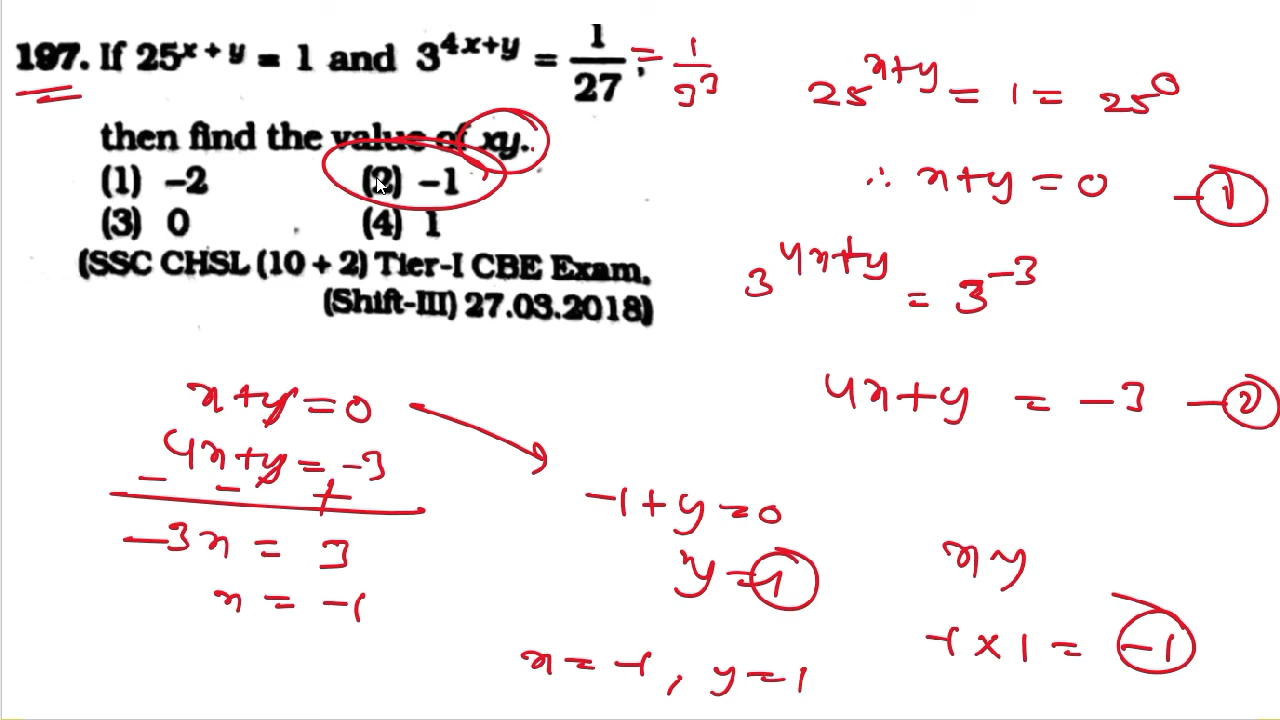 197. If 25^{x+y} = 1 and 3^{4x+y} = 1/27, = 1/3^3
then find the value of xy.
(1) -2 (2) -1
(3) 0 (4) 1
(SSC CHSL (10 + 2) Tier-I CBE Exam.
(Shift-III) 27.03.2018)
25^{x+y} = 1 = 25^0
∴ x+y = 0 - 1
3^{4x+y} = 3^{-3}
4x+y = -3 - 2
x+y = 0
4x+y = -3
- - +
-3x = 3
x = -1
-1+y = 0
y = 1
x = -1, y = 1
xy
-1 x 1 = -1